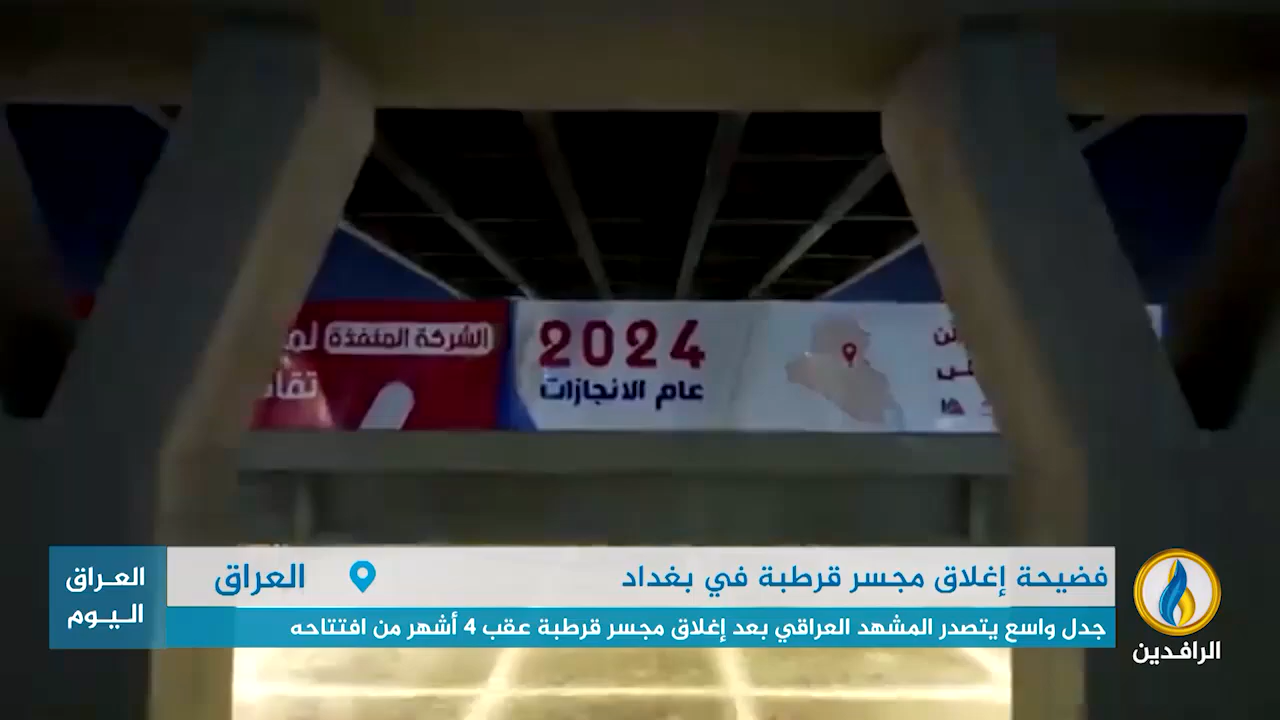 الشركة المنفذة
2024
عام الانجازات
فضيحة إغلاق مجسر قرطبة في بغداد
العراق
جدل واسع يتصدر المشهد العراقي بعد إغلاق مجسر قرطبة عقب 4 أشهر من افتتاحه
العراق
اليوم
الرافدين